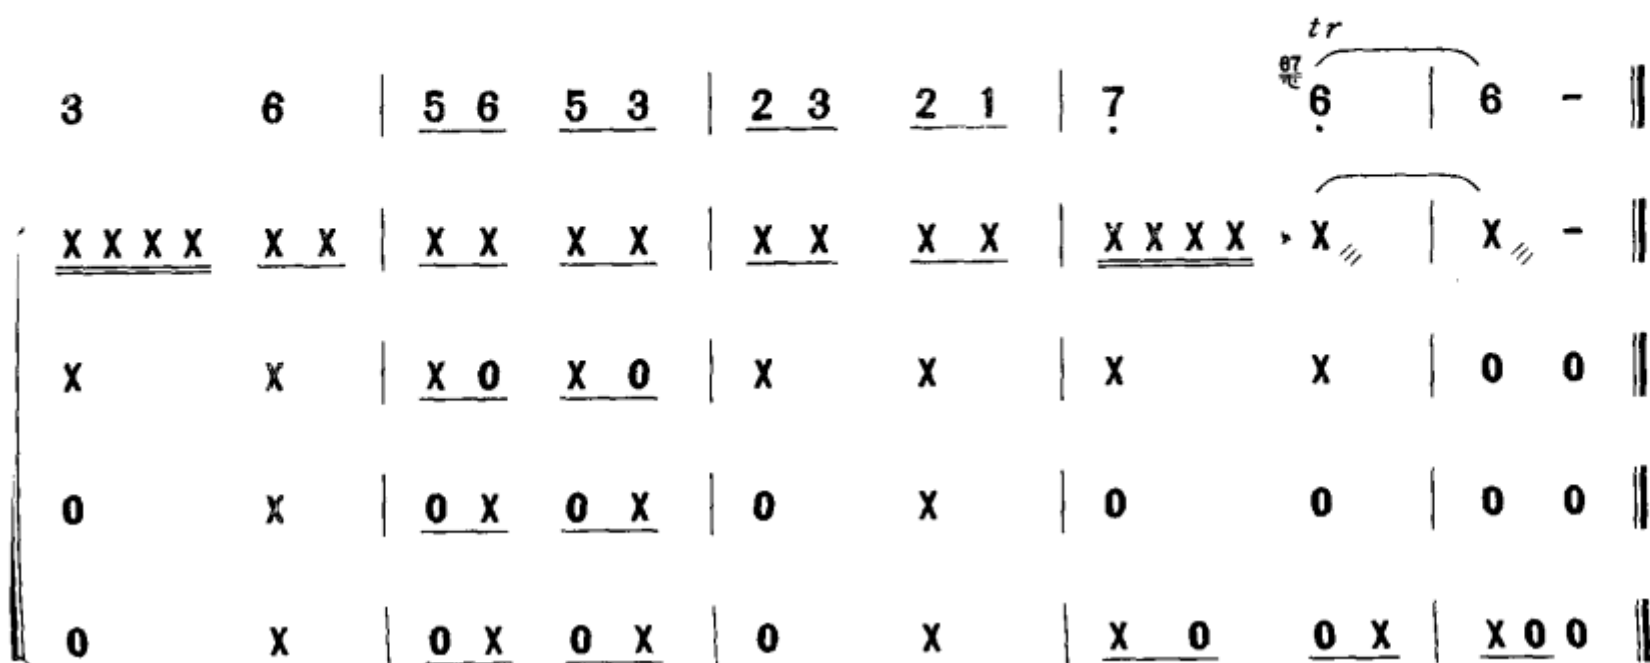 tr
67
3 6 | 5 6 5 3 | 2 3 2 1 | 7 6 | 6 - ‖
X X X X X X | X X X X | X X X X | X X X X X | X - ‖
X X | X 0 X 0 | X X | X X | 0 0 ‖
0 X | 0 X 0 X | 0 X | 0 0 | 0 0 ‖
0 X | 0 X 0 X | 0 X | X 0 0 X | X 0 0 ‖